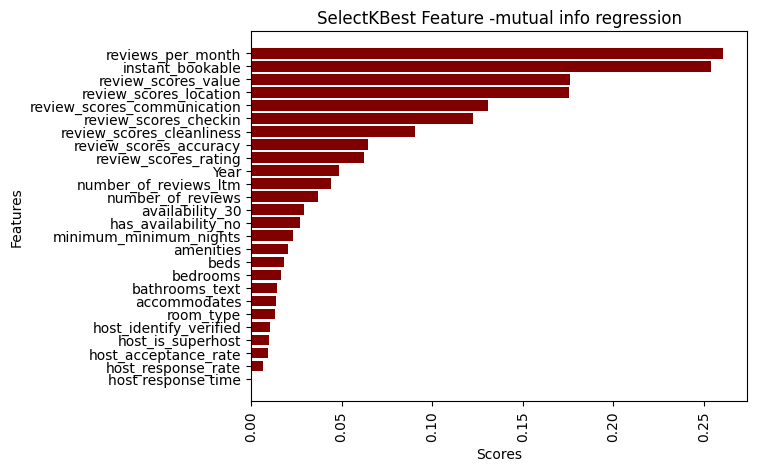 SelectKBest Feature -mutual info regression
reviews_per_month
instant_bookable
review_scores_value
review_scores_location
review_scores_communication
review_scores_checkin
review_scores_cleanliness
review_scores_accuracy
review_scores_rating
Year
number_of_reviews_ltm
number_of_reviews
availability_30
has_availability_no
minimum_minimum_nights
amenities
beds
bedrooms
bathrooms_text
accommodates
room_type
host_identify_verified
host_is_superhost
host_acceptance_rate
host_response_rate
host response time
Features
0.00
0.05
0.10
0.15
0.20
0.25
Scores